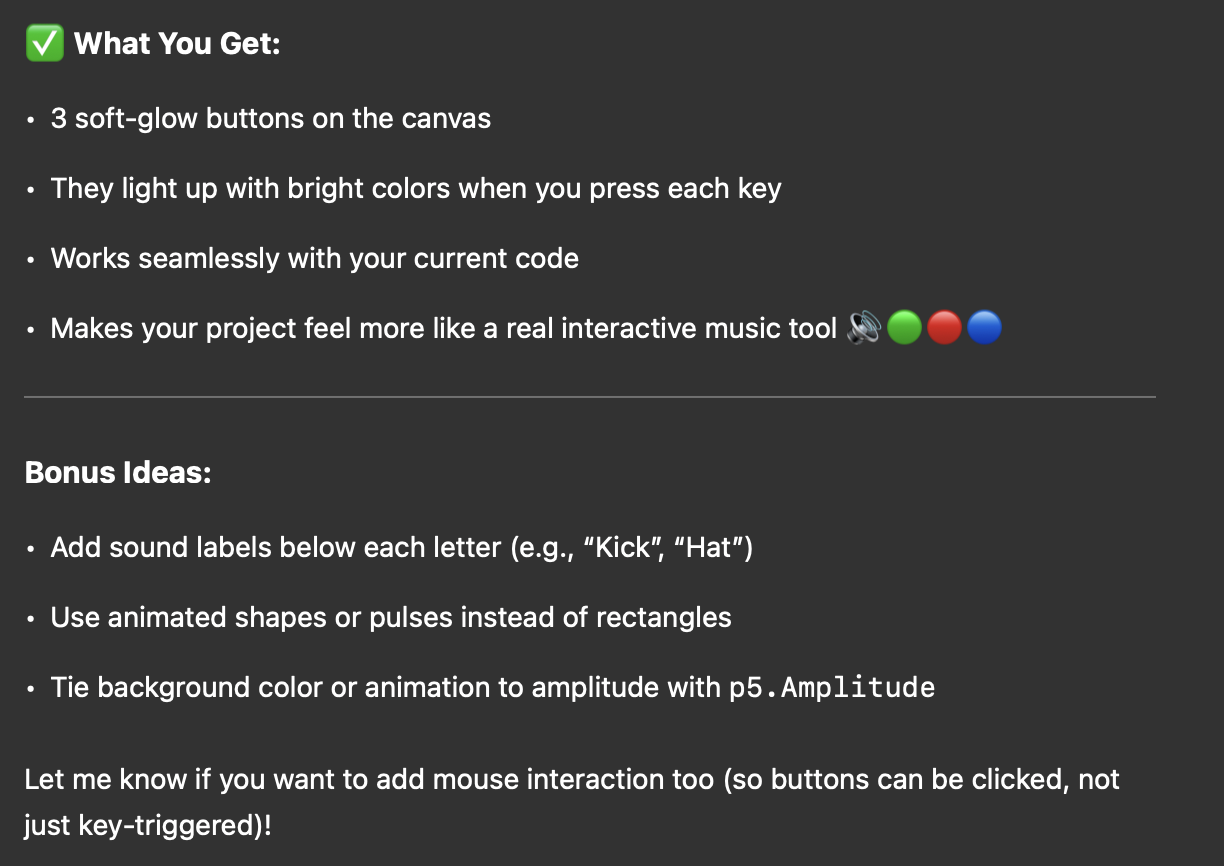 ✅ What You Get:
• 3 soft-glow buttons on the canvas
• They light up with bright colors when you press each key
• Works seamlessly with your current code
• Makes your project feel more like a real interactive music tool 🔊🟢🔴🔵
Bonus Ideas:
• Add sound labels below each letter (e.g., “Kick”, “Hat”)
• Use animated shapes or pulses instead of rectangles
• Tie background color or animation to amplitude with p5.Amplitude
Let me know if you want to add mouse interaction too (so buttons can be clicked, not
just key-triggered)!